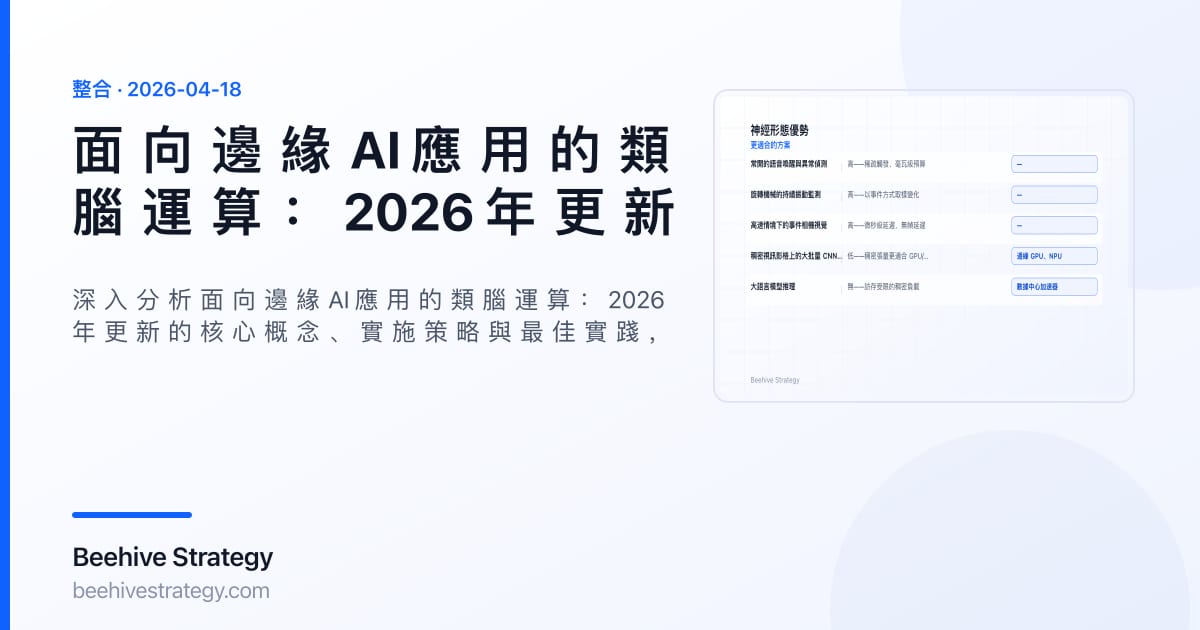 整合 · 2026-04-18
面向邊緣 AI應用的類
腦運算：2026年更新
深入分析面向邊緣AI應用的類腦運算：2026
年更新的核心概念、實施策略與最佳實踐，
Beehive Strategy
beehivestrategy.com
神經形態優勢
更適合的方案
常開的語音喚醒與異常偵測 高——稀疏觸發、毫瓦級預算 —
旋轉機械的持續振動監測 高——以事件方式取樣變化 —
高速情境下的事件相機視覺 高——微秒級延遲、無幀延遲 —
稠密視訊影格上的大批量 CNN... 低——稠密張量更適合 GPU/... 邊緣 GPU、NPU
大語言模型推理 無——訪存受限的稠密負載 數據中心加速器
Beehive Strategy